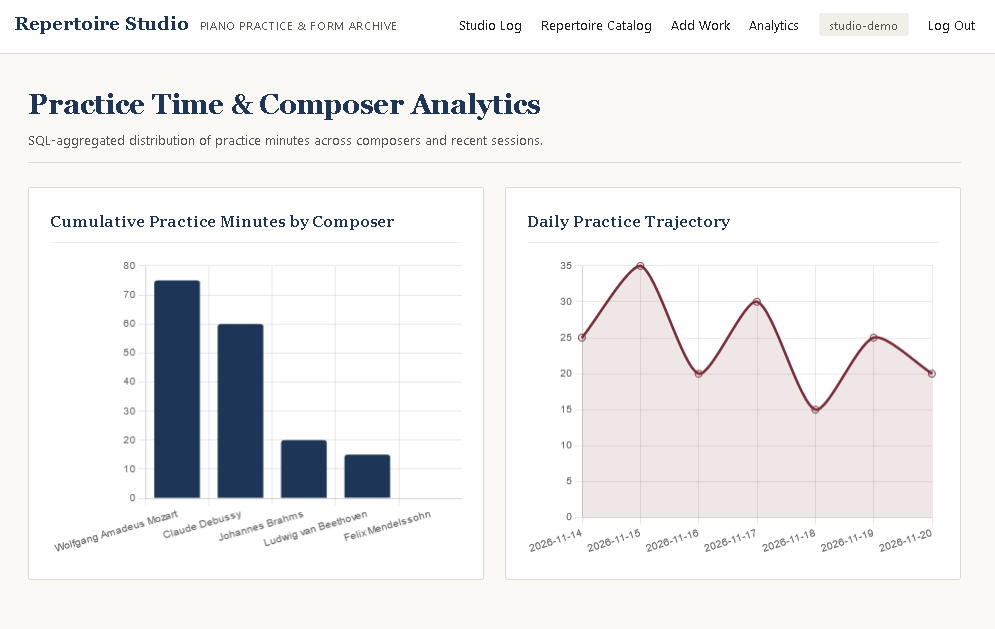 Repertoire Studio PIANO PRACTICE & FORM ARCHIVE Studio Log Repertoire Catalog Add Work Analytics studio-demo Log Out
Practice Time & Composer Analytics
SQL-aggregated distribution of practice minutes across composers and recent sessions.
Cumulative Practice Minutes by Composer
80
70
60
50
40
30
20
10
0
Wolfgang Amadeus Mozart
Claude Debussy
Johannes Brahms
Ludwig van Beethoven
Felix Mendelssohn
Daily Practice Trajectory
35
30
25
20
15
10
5
0
2026-11-14
2026-11-15
2026-11-16
2026-11-17
2026-11-18
2026-11-19
2026-11-20